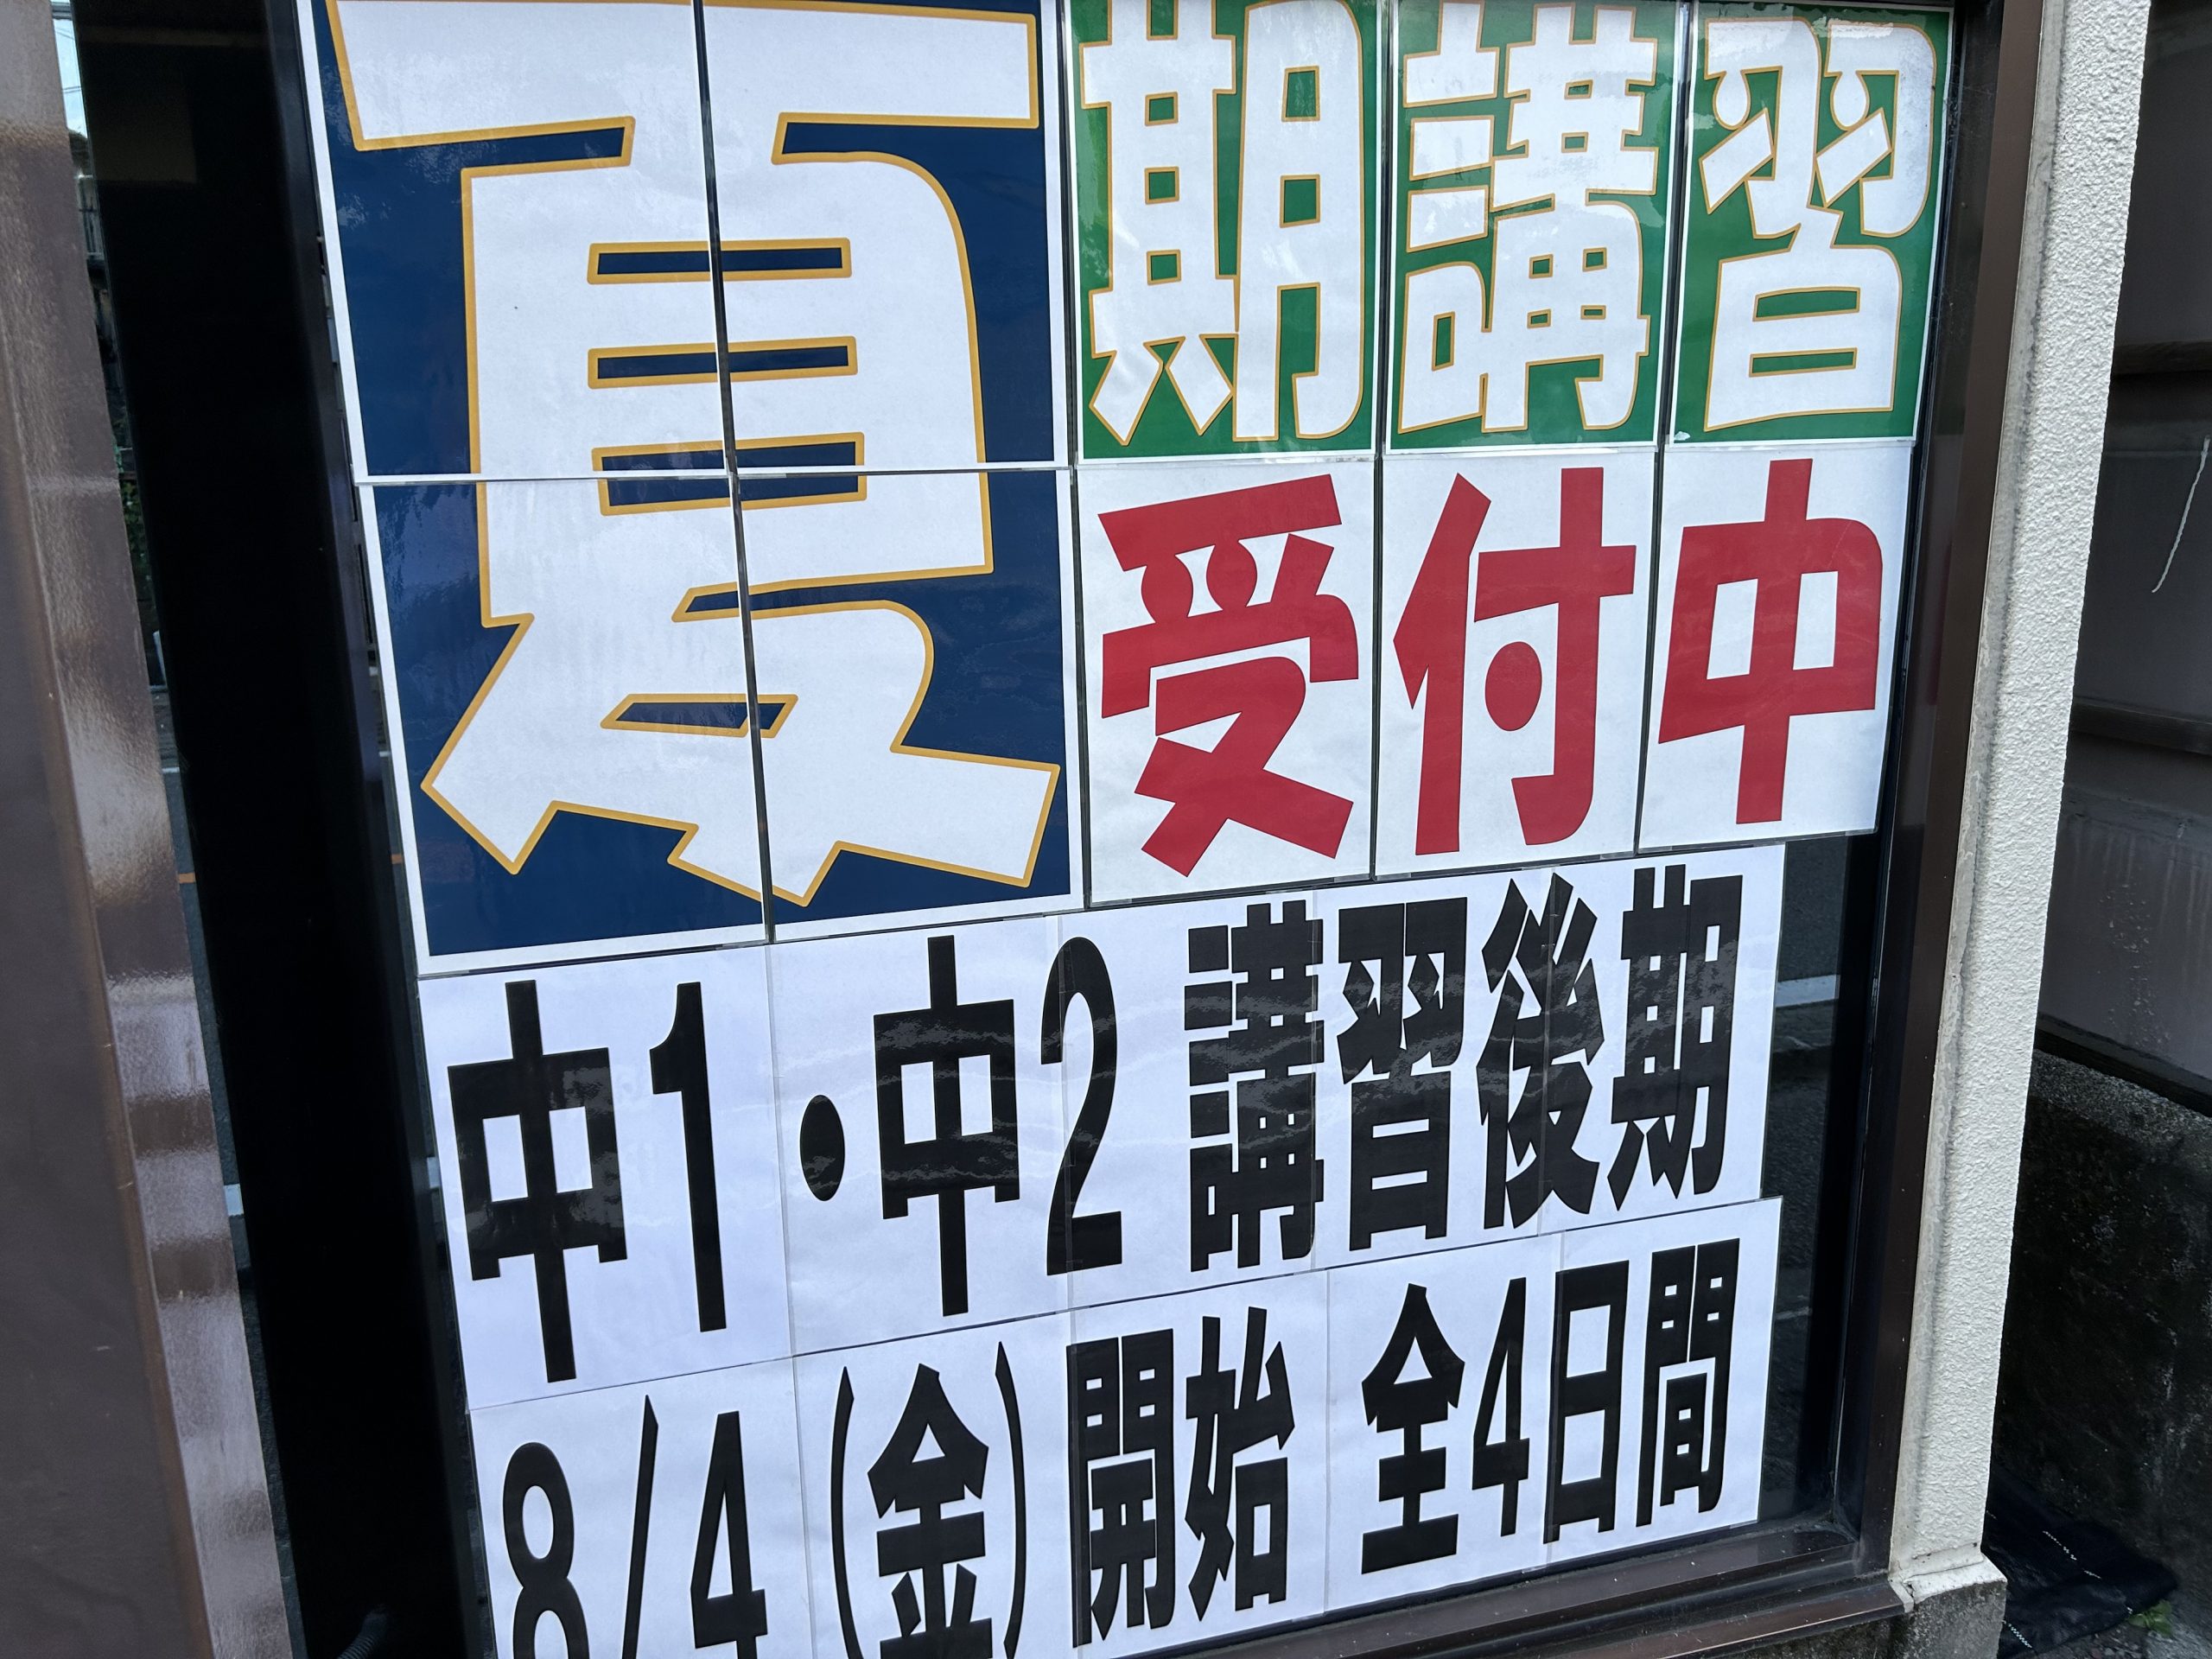 夏期講習
受付中
中1・中2 講習後期
8/4(金)開始 全4日間